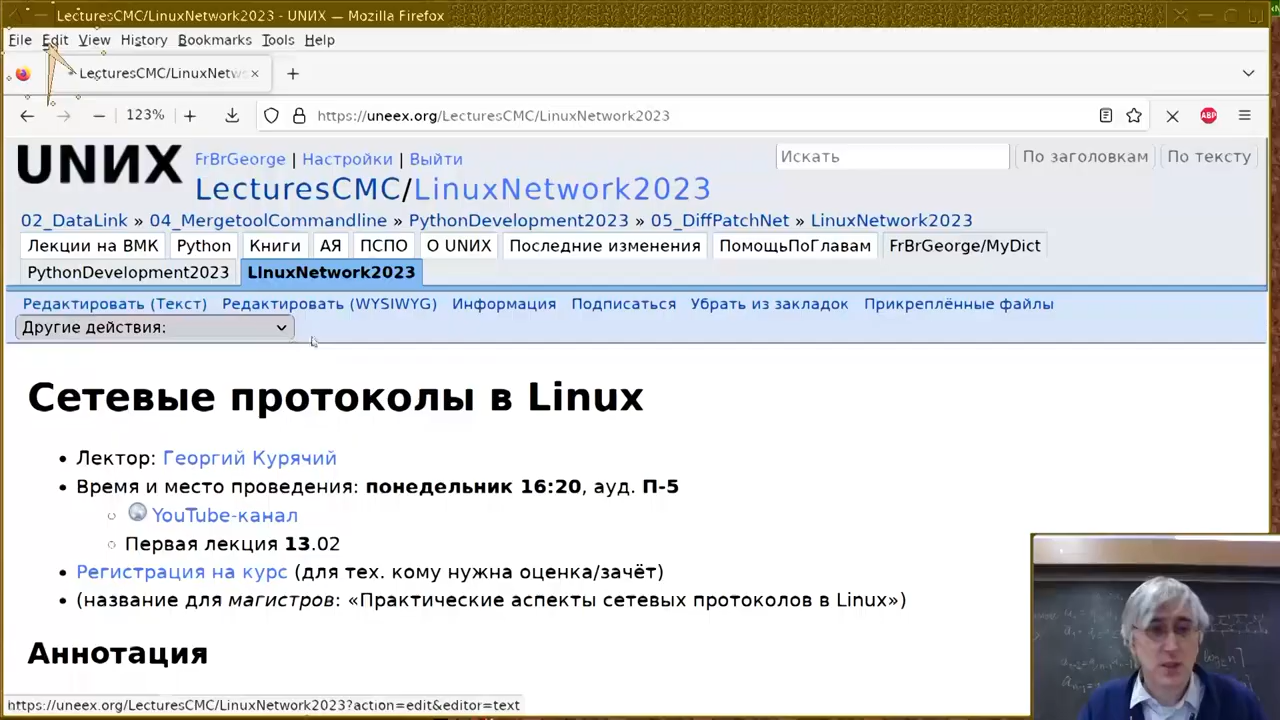 LecturesCMC/LinuxNetwork2023 - UNИX — Mozilla Firefox
File Edit View History Bookmarks Tools Help
LecturesCMC/LinuxNetw
123%
https://uneex.org/LecturesCMC/LinuxNetwork2023
ABP
UNИX
FrBrGeorge | Настройки | Выйти
Искать
По заголовкам
По тексту
LecturesCMC/LinuxNetwork2023
02_DataLink » 04_MergetoolCommandline » PythonDevelopment2023 » 05_DiffPatchNet » LinuxNetwork2023
Лекции на ВМК Python Книги АЯ ПСПО О UNIX Последние изменения ПомощьПоГлавам FrBrGeorge/MyDict
PythonDevelopment2023 LinuxNetwork2023
Редактировать (Текст) Редактировать (WYSIWYG) Информация Подписаться Убрать из закладок Прикреплённые файлы
Другие действия:
Сетевые протоколы в Linux
Лектор: Георгий Курячий
Время и место проведения: понедельник 16:20, ауд. П-5
YouTube-канал
Первая лекция 13.02
Регистрация на курс (для тех. кому нужна оценка/зачёт)
(название для магистров: «Практические аспекты сетевых протоколов в Linux»)
Аннотация
https://uneex.org/LecturesCMC/LinuxNetwork2023?action=edit&editor=text